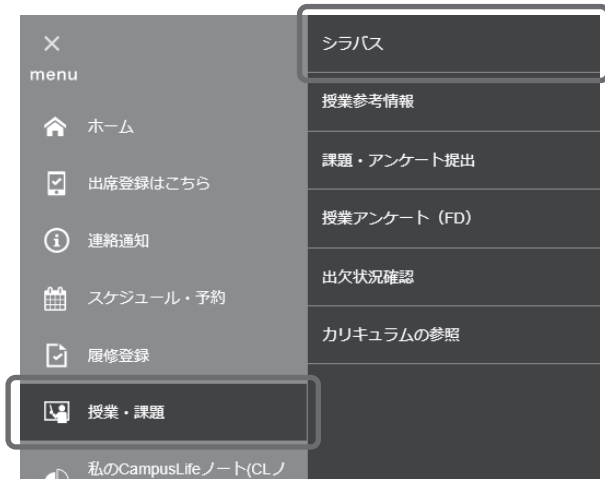 menu
ホーム
出席登録はこちら
連絡通知
スケジュール・予約
履修登録
授業・課題
私のCampusLifeノート(CLノ
シラバス
授業参考情報
課題・アンケート提出
授業アンケート（FD）
出欠状況確認
カリキュラムの参照